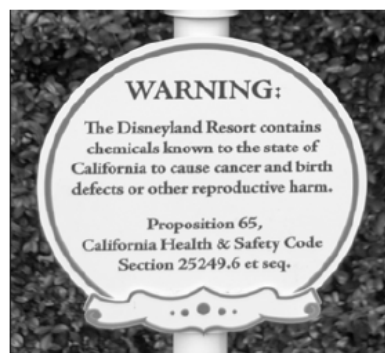 WARNING:
The Disneyland Resort contains
chemicals known to the state of
California to cause cancer and birth
defects or other reproductive harm.
Proposition 65,
California Health & Safety Code
Section 25249.6 et seq.